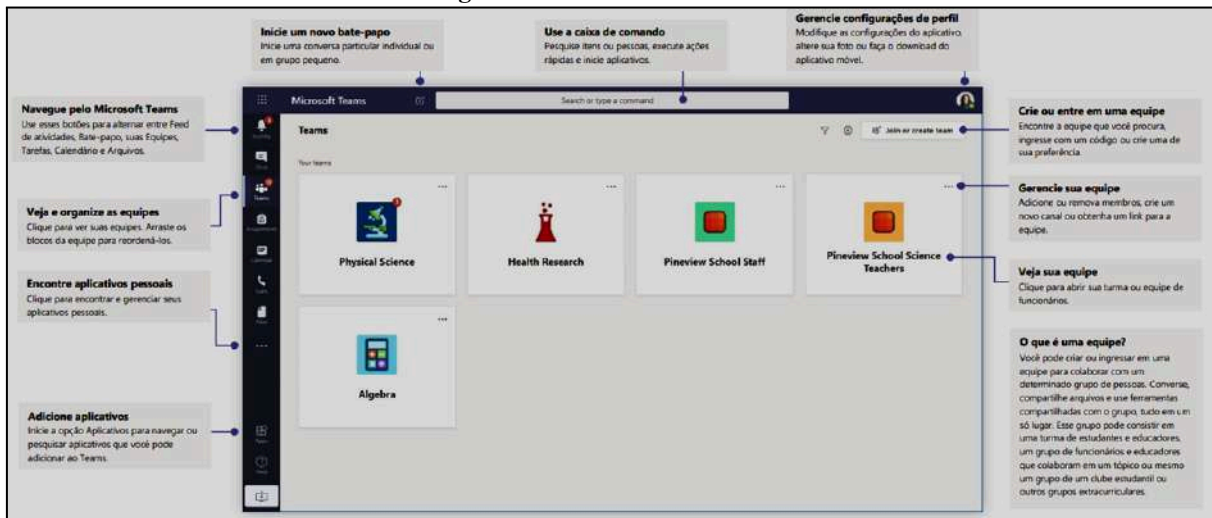 Inicie um novo bate-papo
Inicie uma conversa particular individual ou
em grupo pequeno.
Use a caixa de comando
Pesquise itens ou pessoas, execute ações
rápidas e inicie aplicativos.
Gerencie configurações de perfil
Modifique as configurações do aplicativo,
altere sua foto ou faça o download do
aplicativo móvel.
Navegue pelo Microsoft Teams
Use esses botões para alternar entre Feed
de atividades, Bate-papo, suas Equipes,
Tarefas, Calendário e Arquivos.
Veja e organize as equipes
Clique para ver suas equipes. Arraste os
blocos da equipe para reordená-los.
Encontre aplicativos pessoais
Clique para encontrar e gerenciar seus
aplicativos pessoais.
Adicione aplicativos
Inicie a opção Aplicativos para navegar ou
pesquisar aplicativos que você pode
adicionar ao Teams.
Microsoft Teams
Search or type a command
Teams
Join or create team
Your teams
Teams
Physical Science
Health Research
Pineview School Staff
Pineview School Science
Teachers
Algebra
Crie ou entre em uma equipe
Encontre a equipe que você procura,
ingresse com um código ou crie uma de
sua preferência.
Gerencie sua equipe
Adicione ou remova membros, crie um
novo canal ou obtenha um link para a
equipe.
Veja sua equipe
Clique para abrir sua turma ou equipe de
funcionários.
O que é uma equipe?
Você pode criar ou ingressar em uma
equipe para colaborar com um
determinado grupo de pessoas. Converse,
compartilhe arquivos e use ferramentas
compartilhadas com o grupo, tudo em um
só lugar. Esse grupo pode consistir em
uma turma de estudantes e educadores,
um grupo de funcionários e educadores
que colaboram em um tópico ou mesmo
um grupo de um clube estudantil ou
outros grupos extracurriculares.